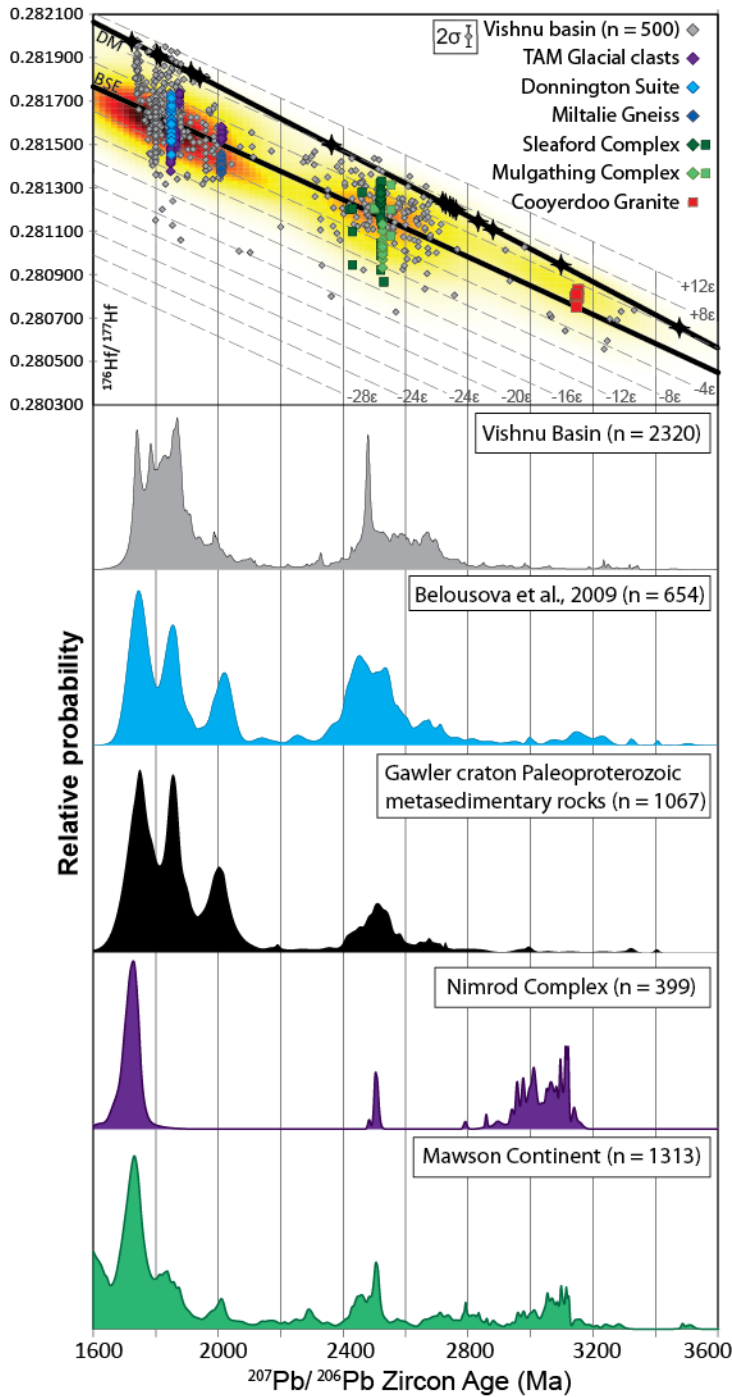 0.282100
0.281900
0.281700
0.281500
0.281300
0.281100
0.280900
0.280700
0.280500
0.280300
¹⁷⁶Hf/ ¹⁷⁷Hf
DM
BSE
2σ
Vishnu basin (n = 500)
TAM Glacial clasts
Donnington Suite
Miltalie Gneiss
Sleaford Complex
Mulgathing Complex
Cooyerdoo Granite
+12ε
+8ε
-4ε
-28ε
-24ε
-24ε
-20ε
-16ε
-12ε
-8ε
Relative probability
Vishnu Basin (n = 2320)
Belousova et al., 2009 (n = 654)
Gawler craton Paleoproterozoic
metasedimentary rocks (n = 1067)
Nimrod Complex (n = 399)
Mawson Continent (n = 1313)
1600
2000
2400
2800
3200
3600
²⁰⁷Pb/ ²⁰⁶Pb Zircon Age (Ma)